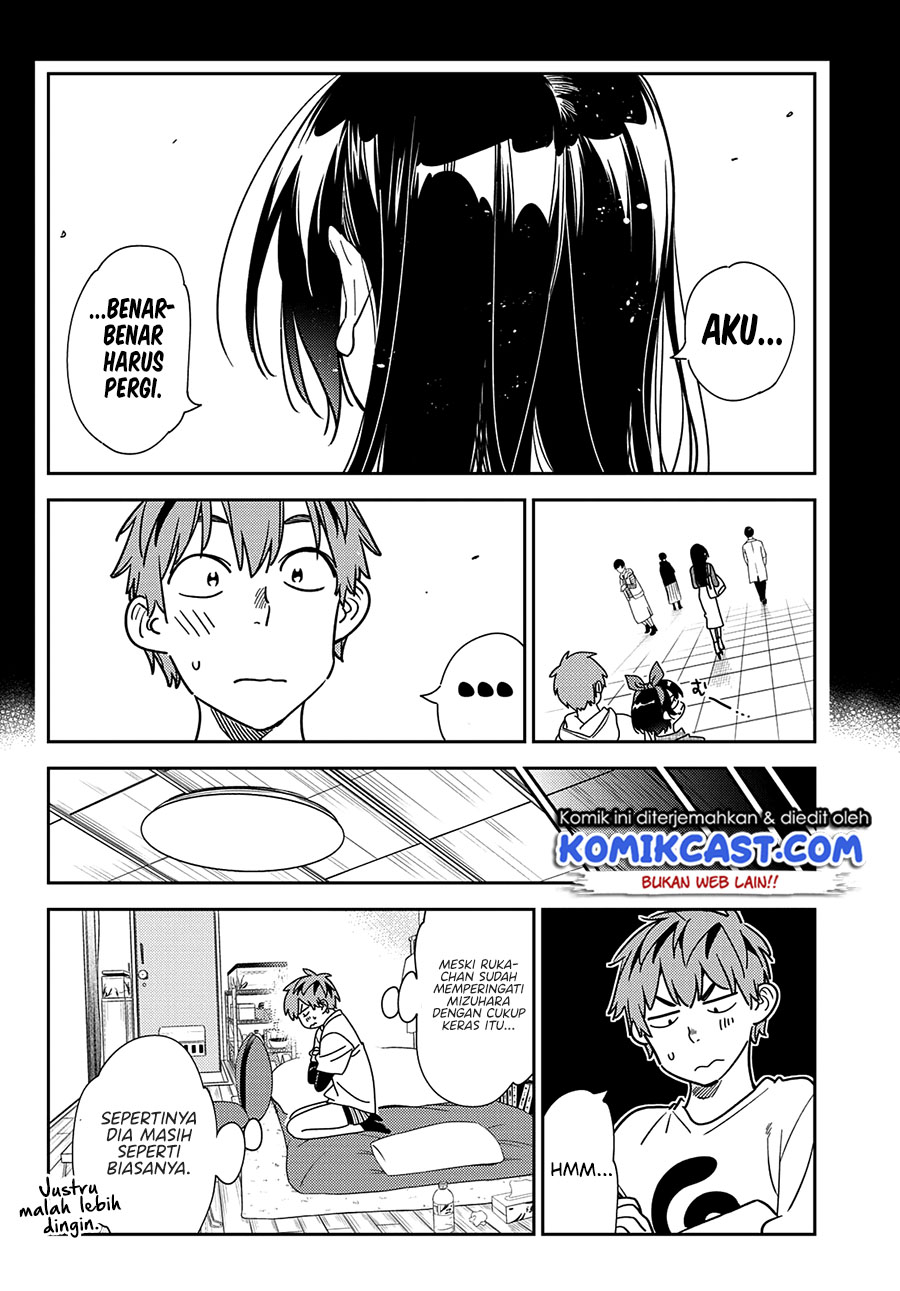 AKU...
...BENAR-
BENAR
HARUS
PERGI.
む
Komik ini diterjemahkan & diedit oleh
KOMIKCAST.COM
BUKAN WEB LAIN!!
HMM...
MESKI RUKA-
CHAN SUDAH
MEMPERINGATI
MIZUHARA
DENGAN CUKUP
KERAS ITU...
SEPERTINYA
DIA MASIH
SEPERTI
BIASANYA.
Justru
malah lebih
dingin.